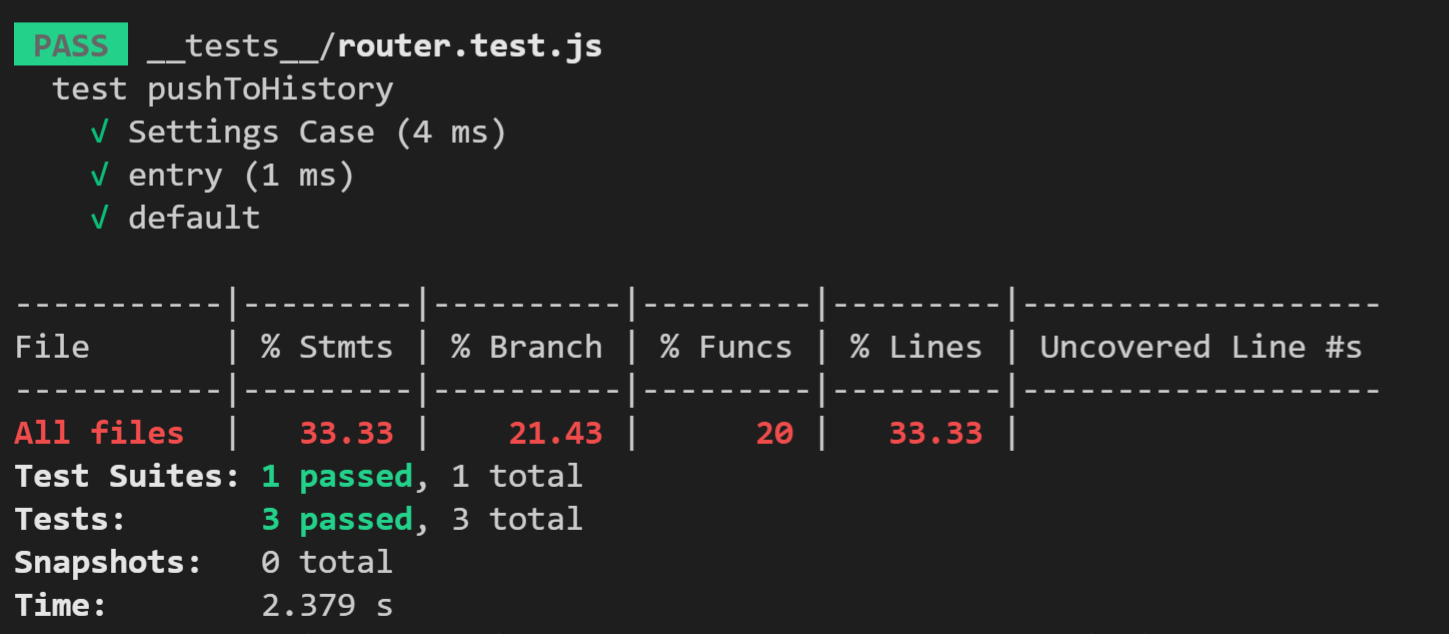 PASS __tests__/router.test.js
test pushToHistory
√ Settings Case (4 ms)
√ entry (1 ms)
√ default
-----------|---------|----------|---------|---------|-------------------
File       | % Stmts | % Branch | % Funcs | % Lines | Uncovered Line #s
-----------|---------|----------|---------|---------|-------------------
All files  |   33.33 |    21.43 |      20 |   33.33 |
Test Suites: 1 passed, 1 total
Tests:       3 passed, 3 total
Snapshots:   0 total
Time:        2.379 s